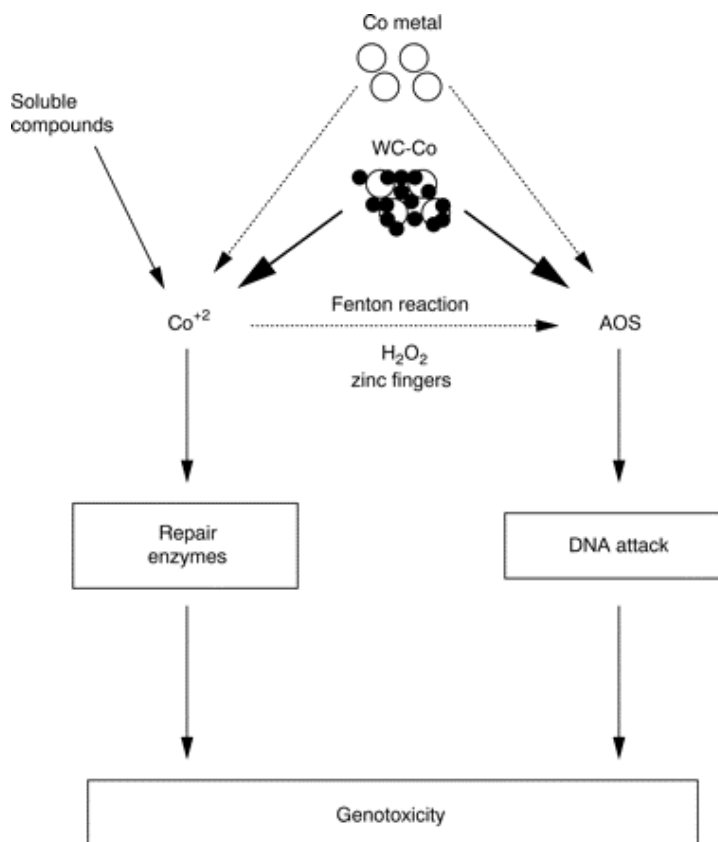 Co metal
Soluble
compounds
WC-Co
Fenton reaction
Co⁺²
AOS
H₂O₂
zinc fingers
Repair
enzymes
DNA attack
Genotoxicity